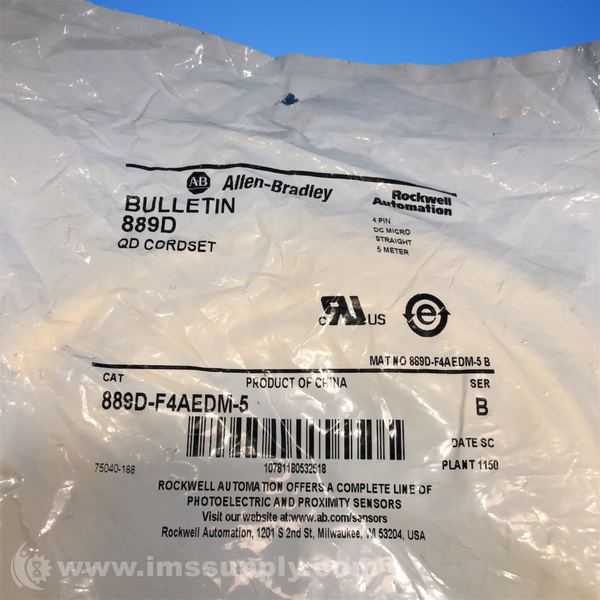 AB Allen-Bradley
Rockwell
Automation
BULLETIN
889D
QD CORDSET
4 PIN
DC MICRO
STRAIGHT
5 METER
c UL US
e
MAT NO 889D-F4AEDM-5 B
CAT
PRODUCT OF CHINA
SER
889D-F4AEDM-5
B
DATE SC
75040-188
10781180532518
PLANT 1150
ROCKWELL AUTOMATION OFFERS A COMPLETE LINE OF
PHOTOELECTRIC AND PROXIMITY SENSORS
Visit our website at:www.ab.com/sensors
Rockwell Automation, 1201 S 2nd St, Milwaukee, WI 53204, USA
www.imssupply.com